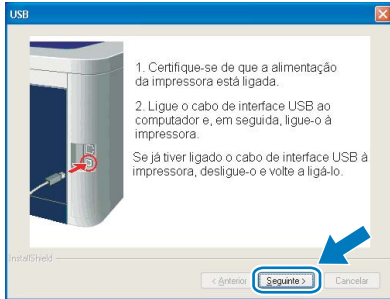 USB
1. Certifique-se de que a alimentação
da impressora está ligada.
2. Ligue o cabo de interface USB ao
computador e, em seguida, ligue-o à
impressora.
Se já tiver ligado o cabo de interface USB à
impressora, desligue-o e volte a ligá-lo.
InstallShield
< Anterior Seguinte > Cancelar